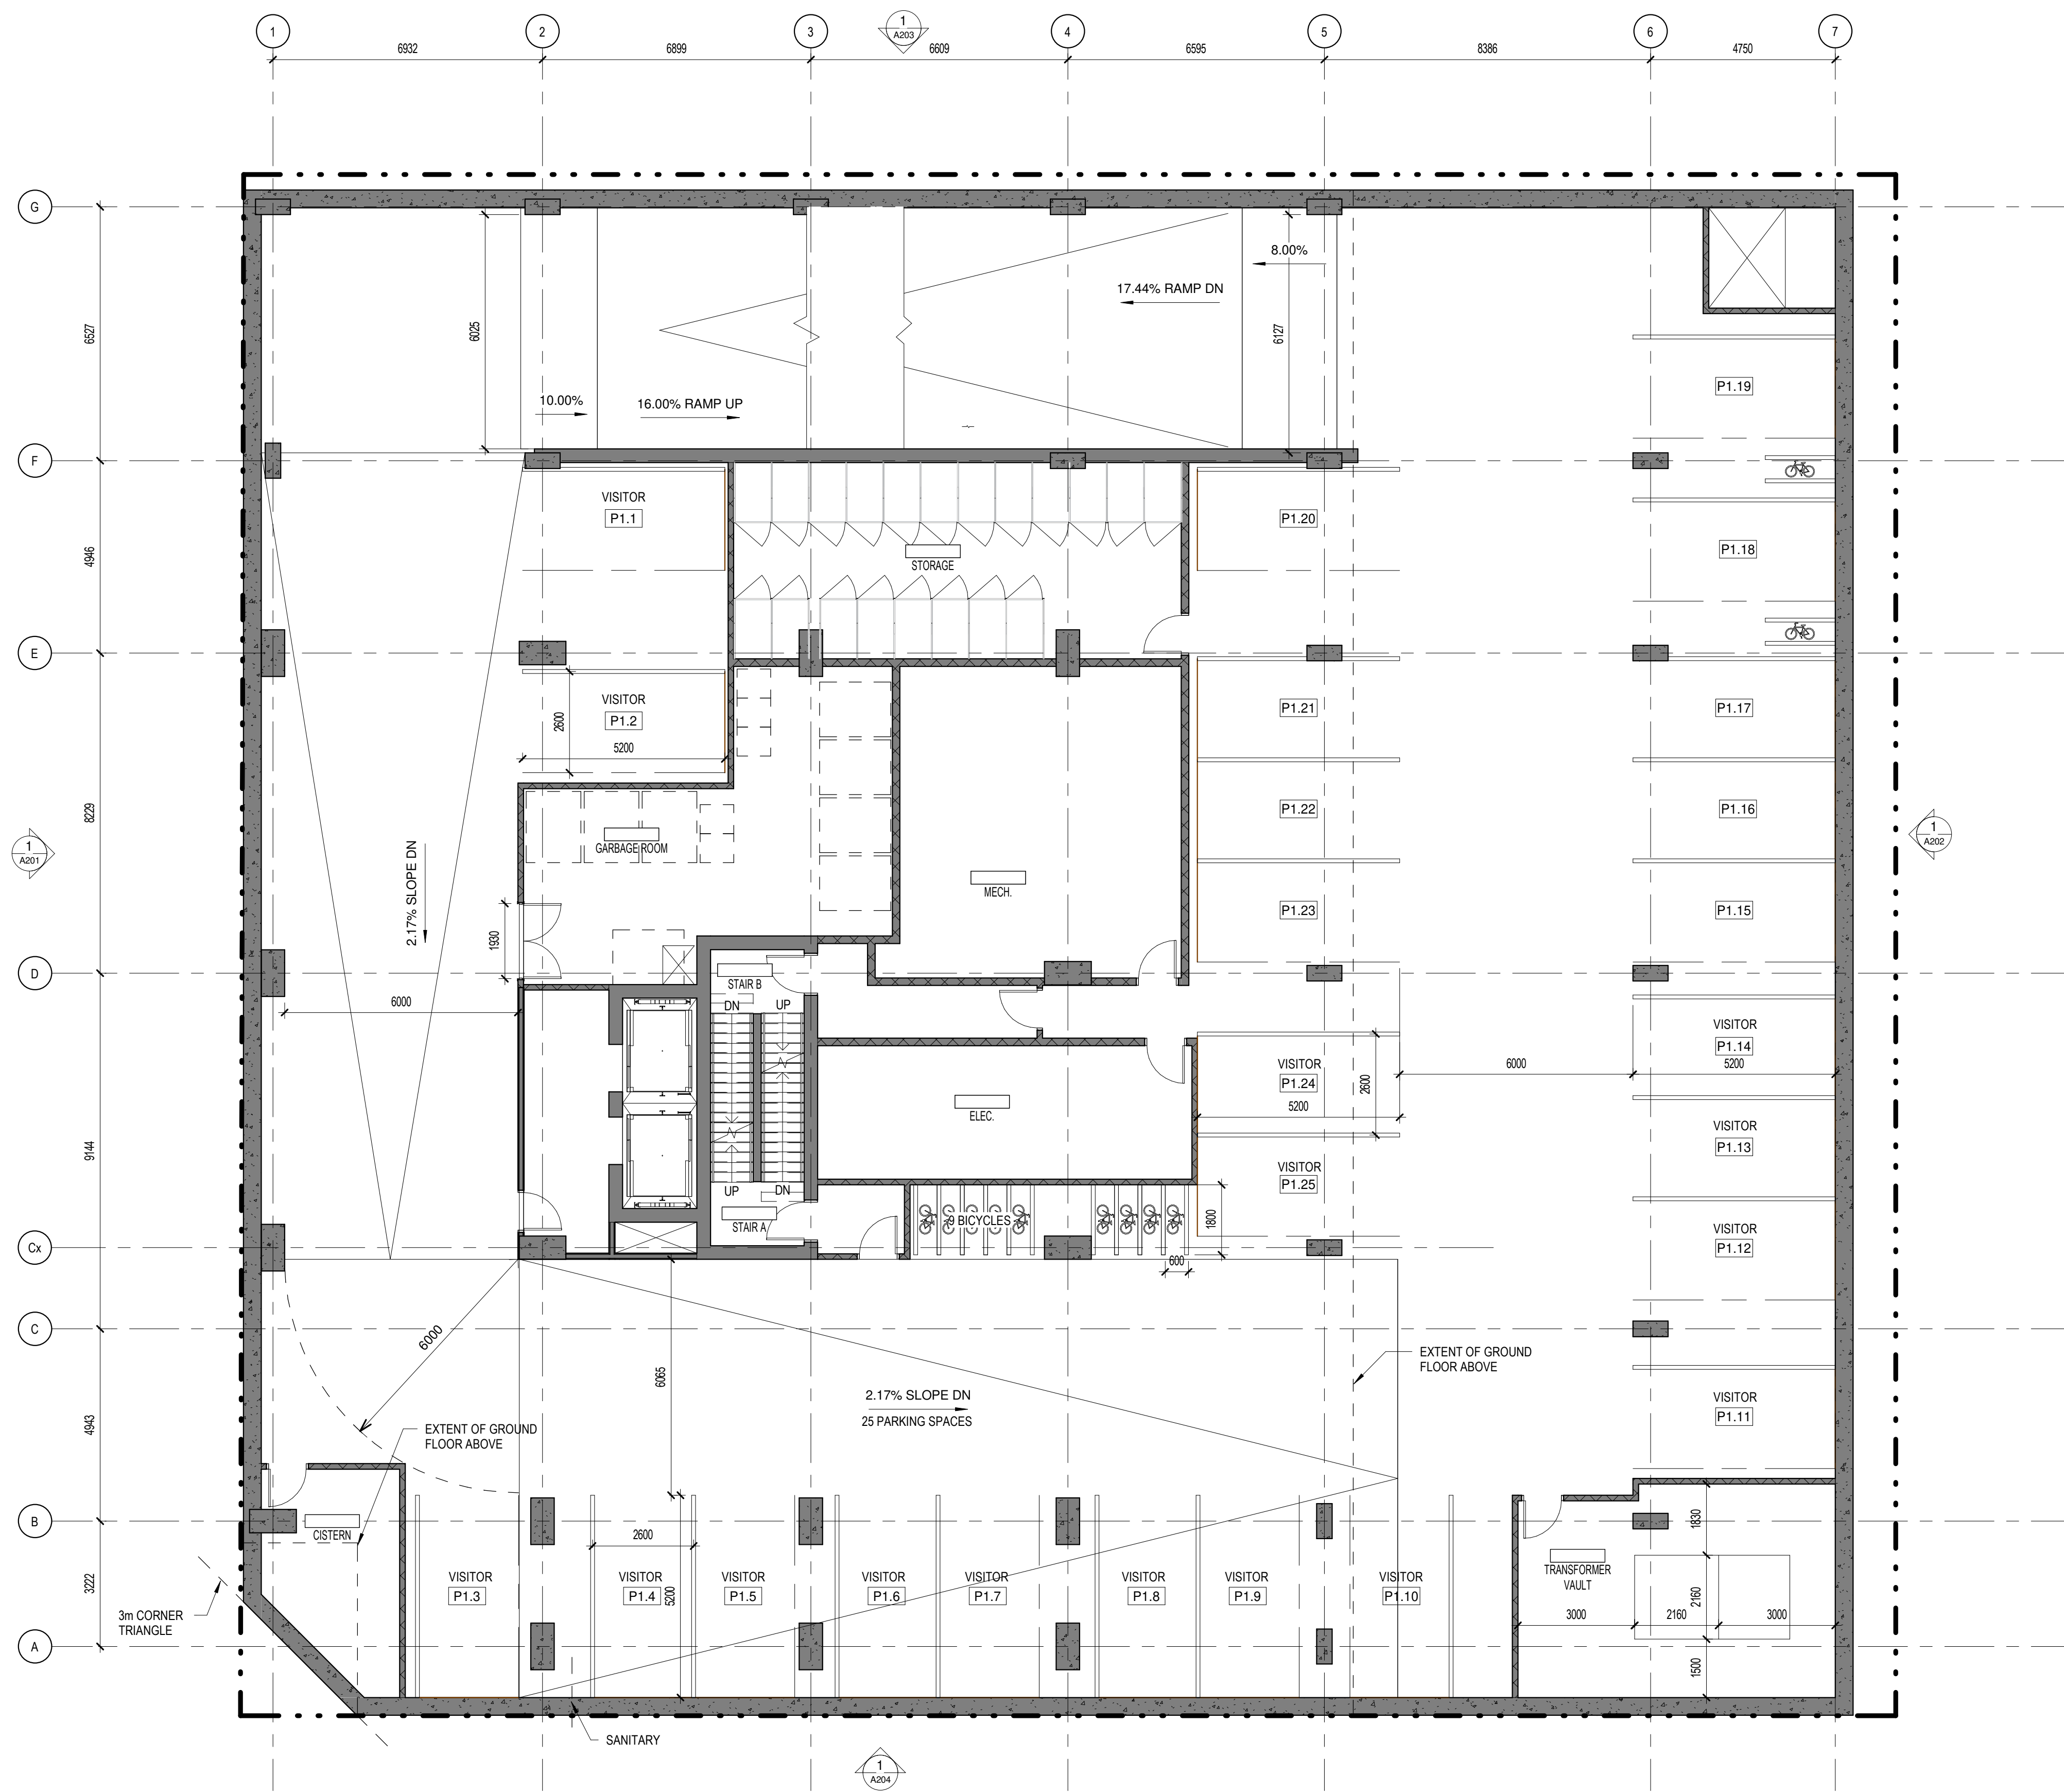 1
2
3
1
A203
4
5
6
7
6932
6899
6609
6595
8386
4750
G
F
E
D
Cx
C
B
A
6527
4946
8229
9144
4943
3222
6025
6127
8.00%
17.44% RAMP DN
10.00%
16.00% RAMP UP
P1.19
VISITOR
P1.1
STORAGE
P1.20
P1.18
VISITOR
P1.2
2600
5200
P1.21
P1.17
GARBAGE ROOM
P1.22
P1.16
1
A201
1
A202
2.17% SLOPE DN
MECH.
P1.23
P1.15
1930
6000
STAIR B
DN
UP
VISITOR
P1.14
VISITOR
P1.24
2600
5200
6000
5200
ELEC.
VISITOR
P1.13
VISITOR
P1.25
UP
DN
STAIR A
9 BICYCLES
1800
600
VISITOR
P1.12
6000
6065
EXTENT OF GROUND
FLOOR ABOVE
2.17% SLOPE DN
25 PARKING SPACES
VISITOR
P1.11
EXTENT OF GROUND
FLOOR ABOVE
CISTERN
2600
5200
VISITOR
P1.3
VISITOR
P1.4
VISITOR
P1.5
VISITOR
P1.6
VISITOR
P1.7
VISITOR
P1.8
VISITOR
P1.9
VISITOR
P1.10
TRANSFORMER
VAULT
1830
2160
1500
3000
2160
3000
3m CORNER
TRIANGLE
SANITARY
1
A204